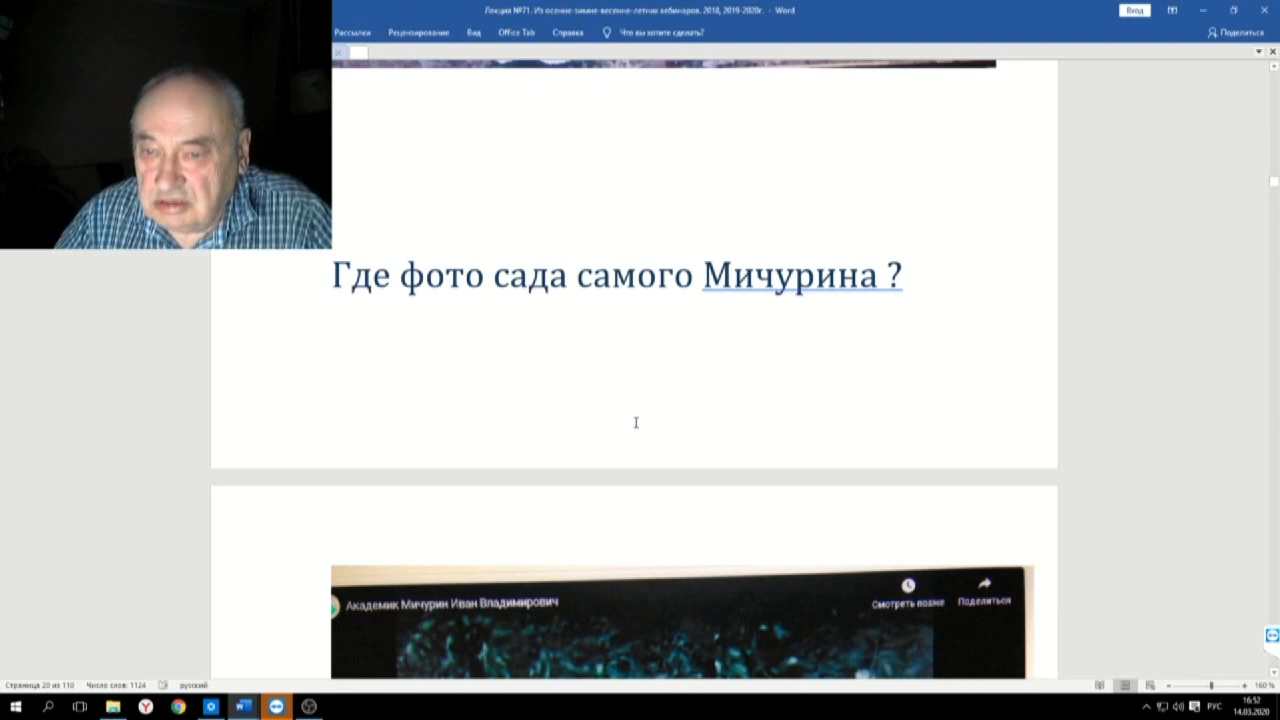 Лекция №71. Из осенне-зимне-весенне-летних вебинаров. 2018, 2019-2020г. - Word
Вход
Рассылки Рецензирование Вид Office Tab Справка Что вы хотите сделать? Поделиться
Где фото сада самого Мичурина ?
Академик Мичурин Иван Владимирович
Смотреть позже Поделиться
Страница 20 из 110 Число слов: 1124 русский 160 %
РУС
16:52
14.03.2020